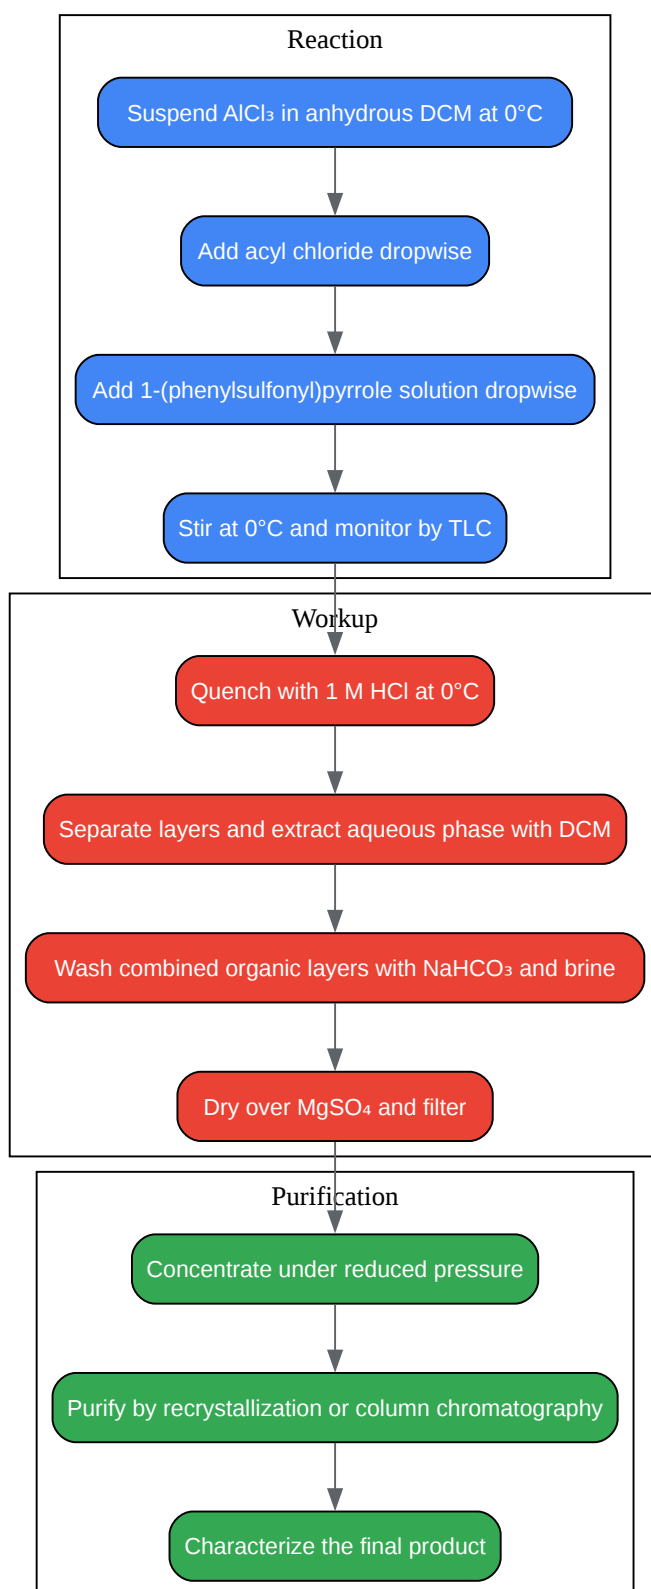 Reaction
Suspend AlCl₃ in anhydrous DCM at 0°C
Add acyl chloride dropwise
Add 1-(phenylsulfonyl)pyrrole solution dropwise
Stir at 0°C and monitor by TLC
Workup
Quench with 1 M HCl at 0°C
Separate layers and extract aqueous phase with DCM
Wash combined organic layers with NaHCO₃ and brine
Dry over MgSO₄ and filter
Purification
Concentrate under reduced pressure
Purify by recrystallization or column chromatography
Characterize the final product